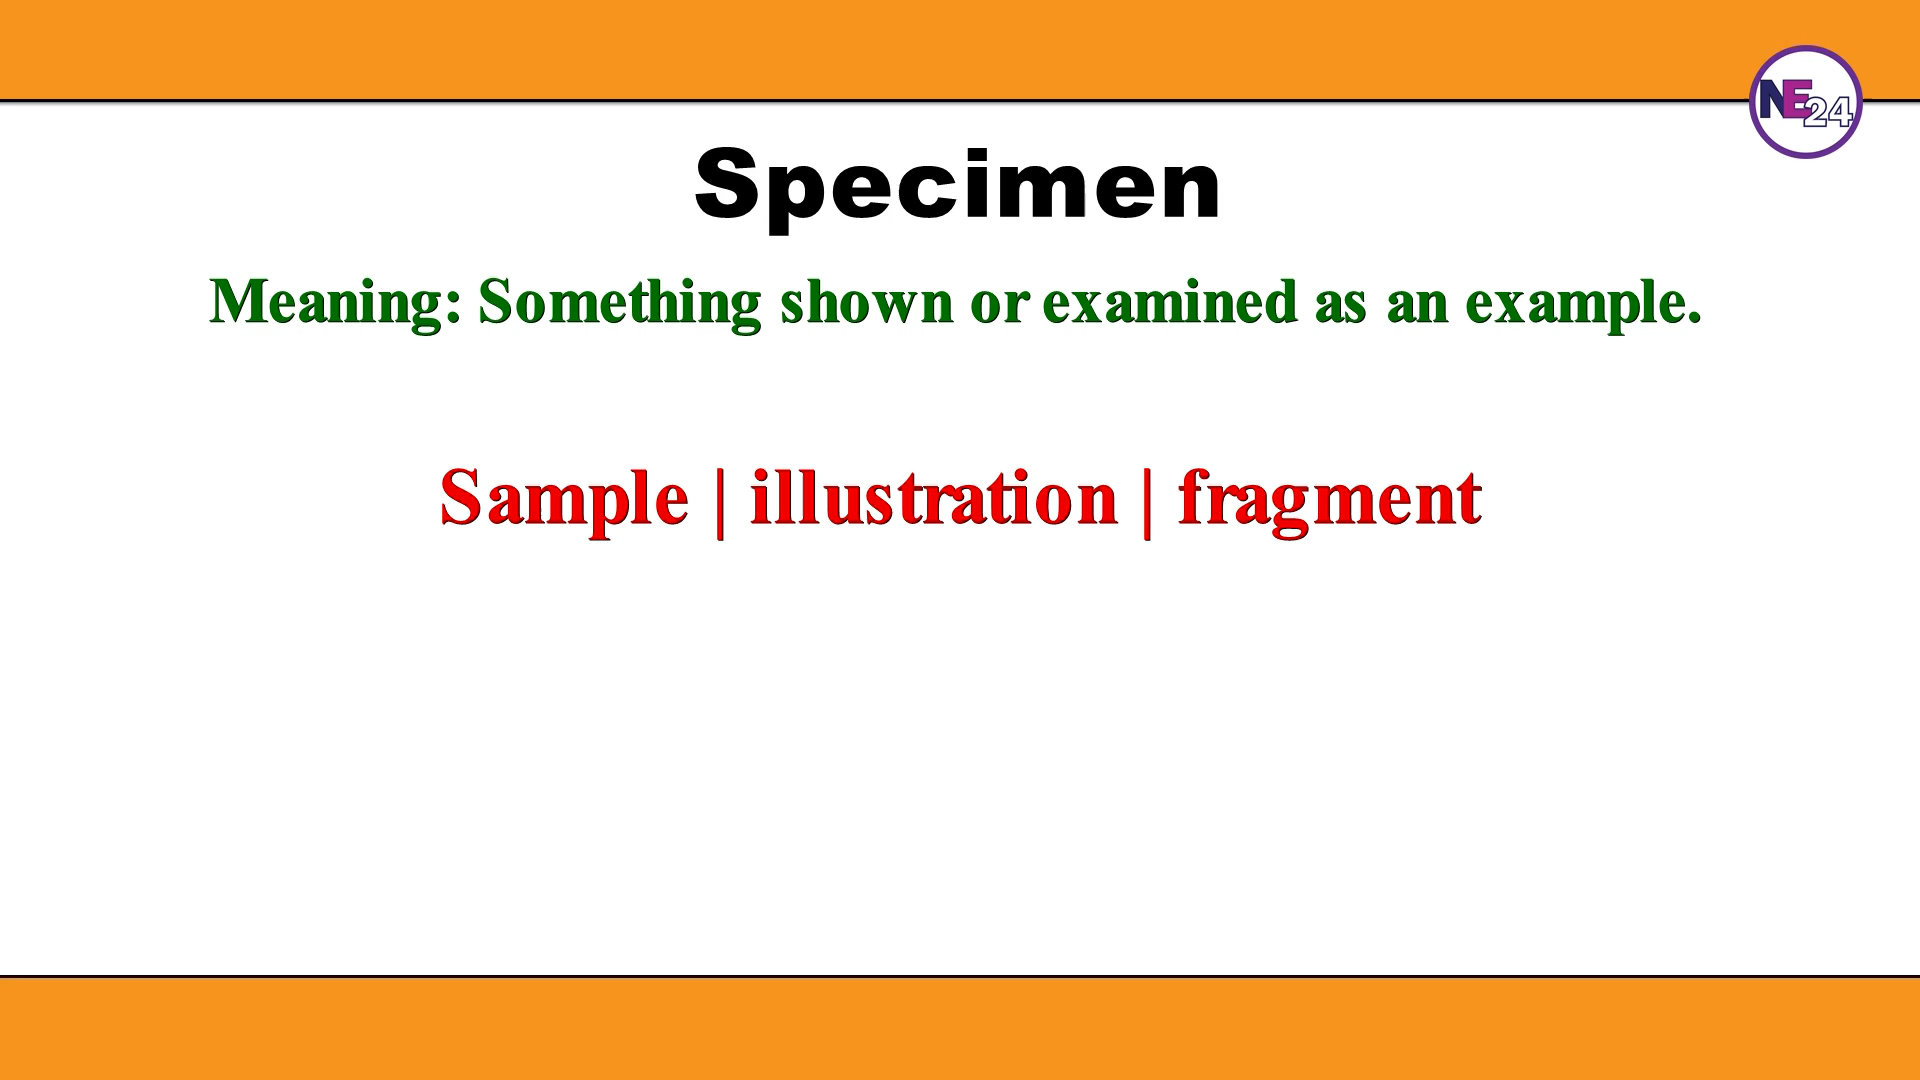 NE24
Specimen
Meaning: Something shown or examined as an example.
Sample | illustration | fragment